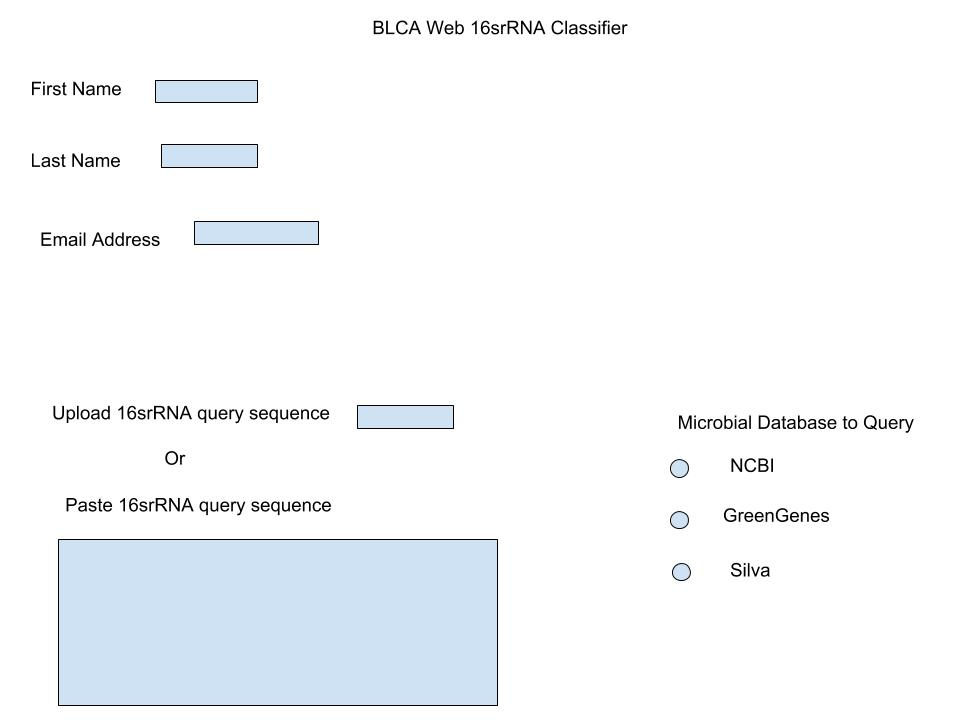 BLCA Web 16srRNA Classifier
First Name
Last Name
Email Address
Upload 16srRNA query sequence
Or
Paste 16srRNA query sequence
Microbial Database to Query
NCBI
GreenGenes
Silva